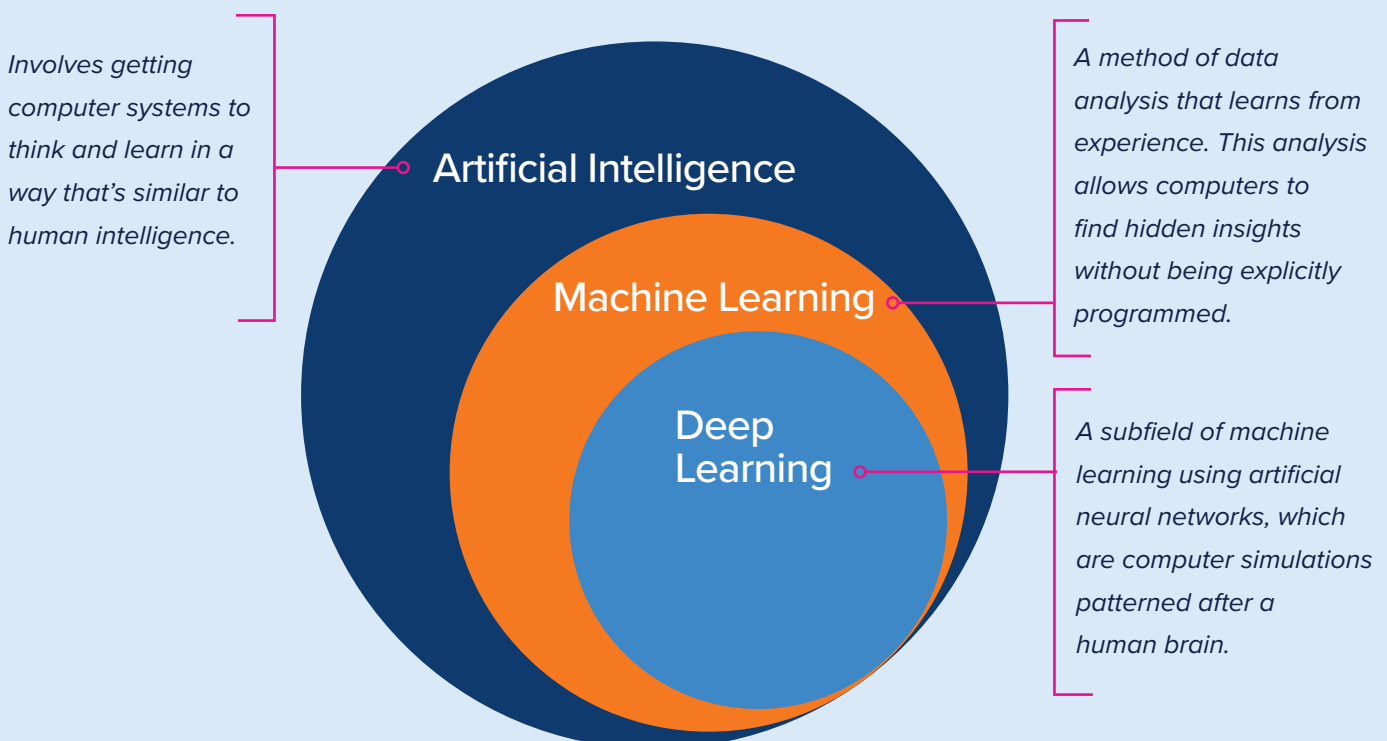 Involves getting
computer systems to
think and learn in a
way that’s similar to
human intelligence.
Artificial Intelligence
Machine Learning
Deep
Learning
A method of data
analysis that learns from
experience. This analysis
allows computers to
find hidden insights
without being explicitly
programmed.
A subfield of machine
learning using artificial
neural networks, which
are computer simulations
patterned after a
human brain.